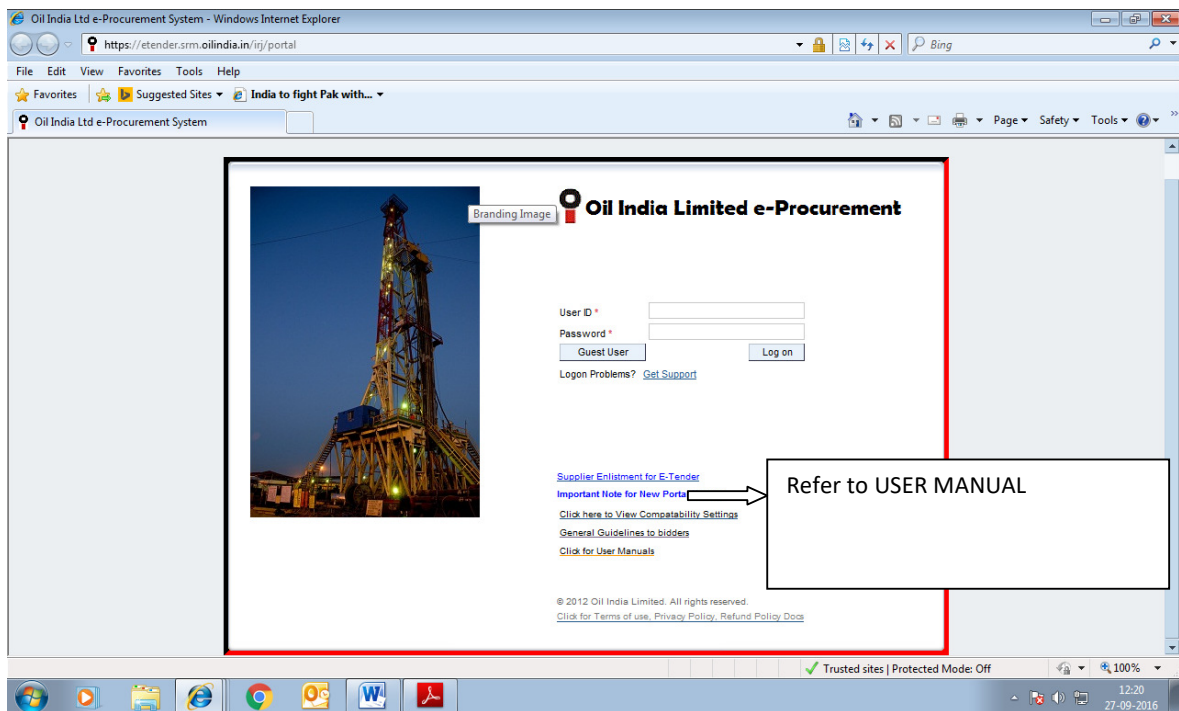 Oil India Ltd e-Procurement System - Windows Internet Explorer
https://etender.srm.oilindia.in/irj/portal
Bing
File Edit View Favorites Tools Help
Favorites Suggested Sites India to fight Pak with...
Oil India Ltd e-Procurement System
Page Safety Tools
Branding Image
Oil India Limited e-Procurement
User ID *
Password *
Guest User Log on
Logon Problems? Get Support
Supplier Enlistment for E-Tender
Important Note for New Porta
Click here to View Compatability Settings
General Guidelines to bidders
Click for User Manuals
Refer to USER MANUAL
© 2012 Oil India Limited. All rights reserved.
Click for Terms of use, Privacy Policy, Refund Policy Docs
Trusted sites | Protected Mode: Off 100%
12:20
27-09-2016